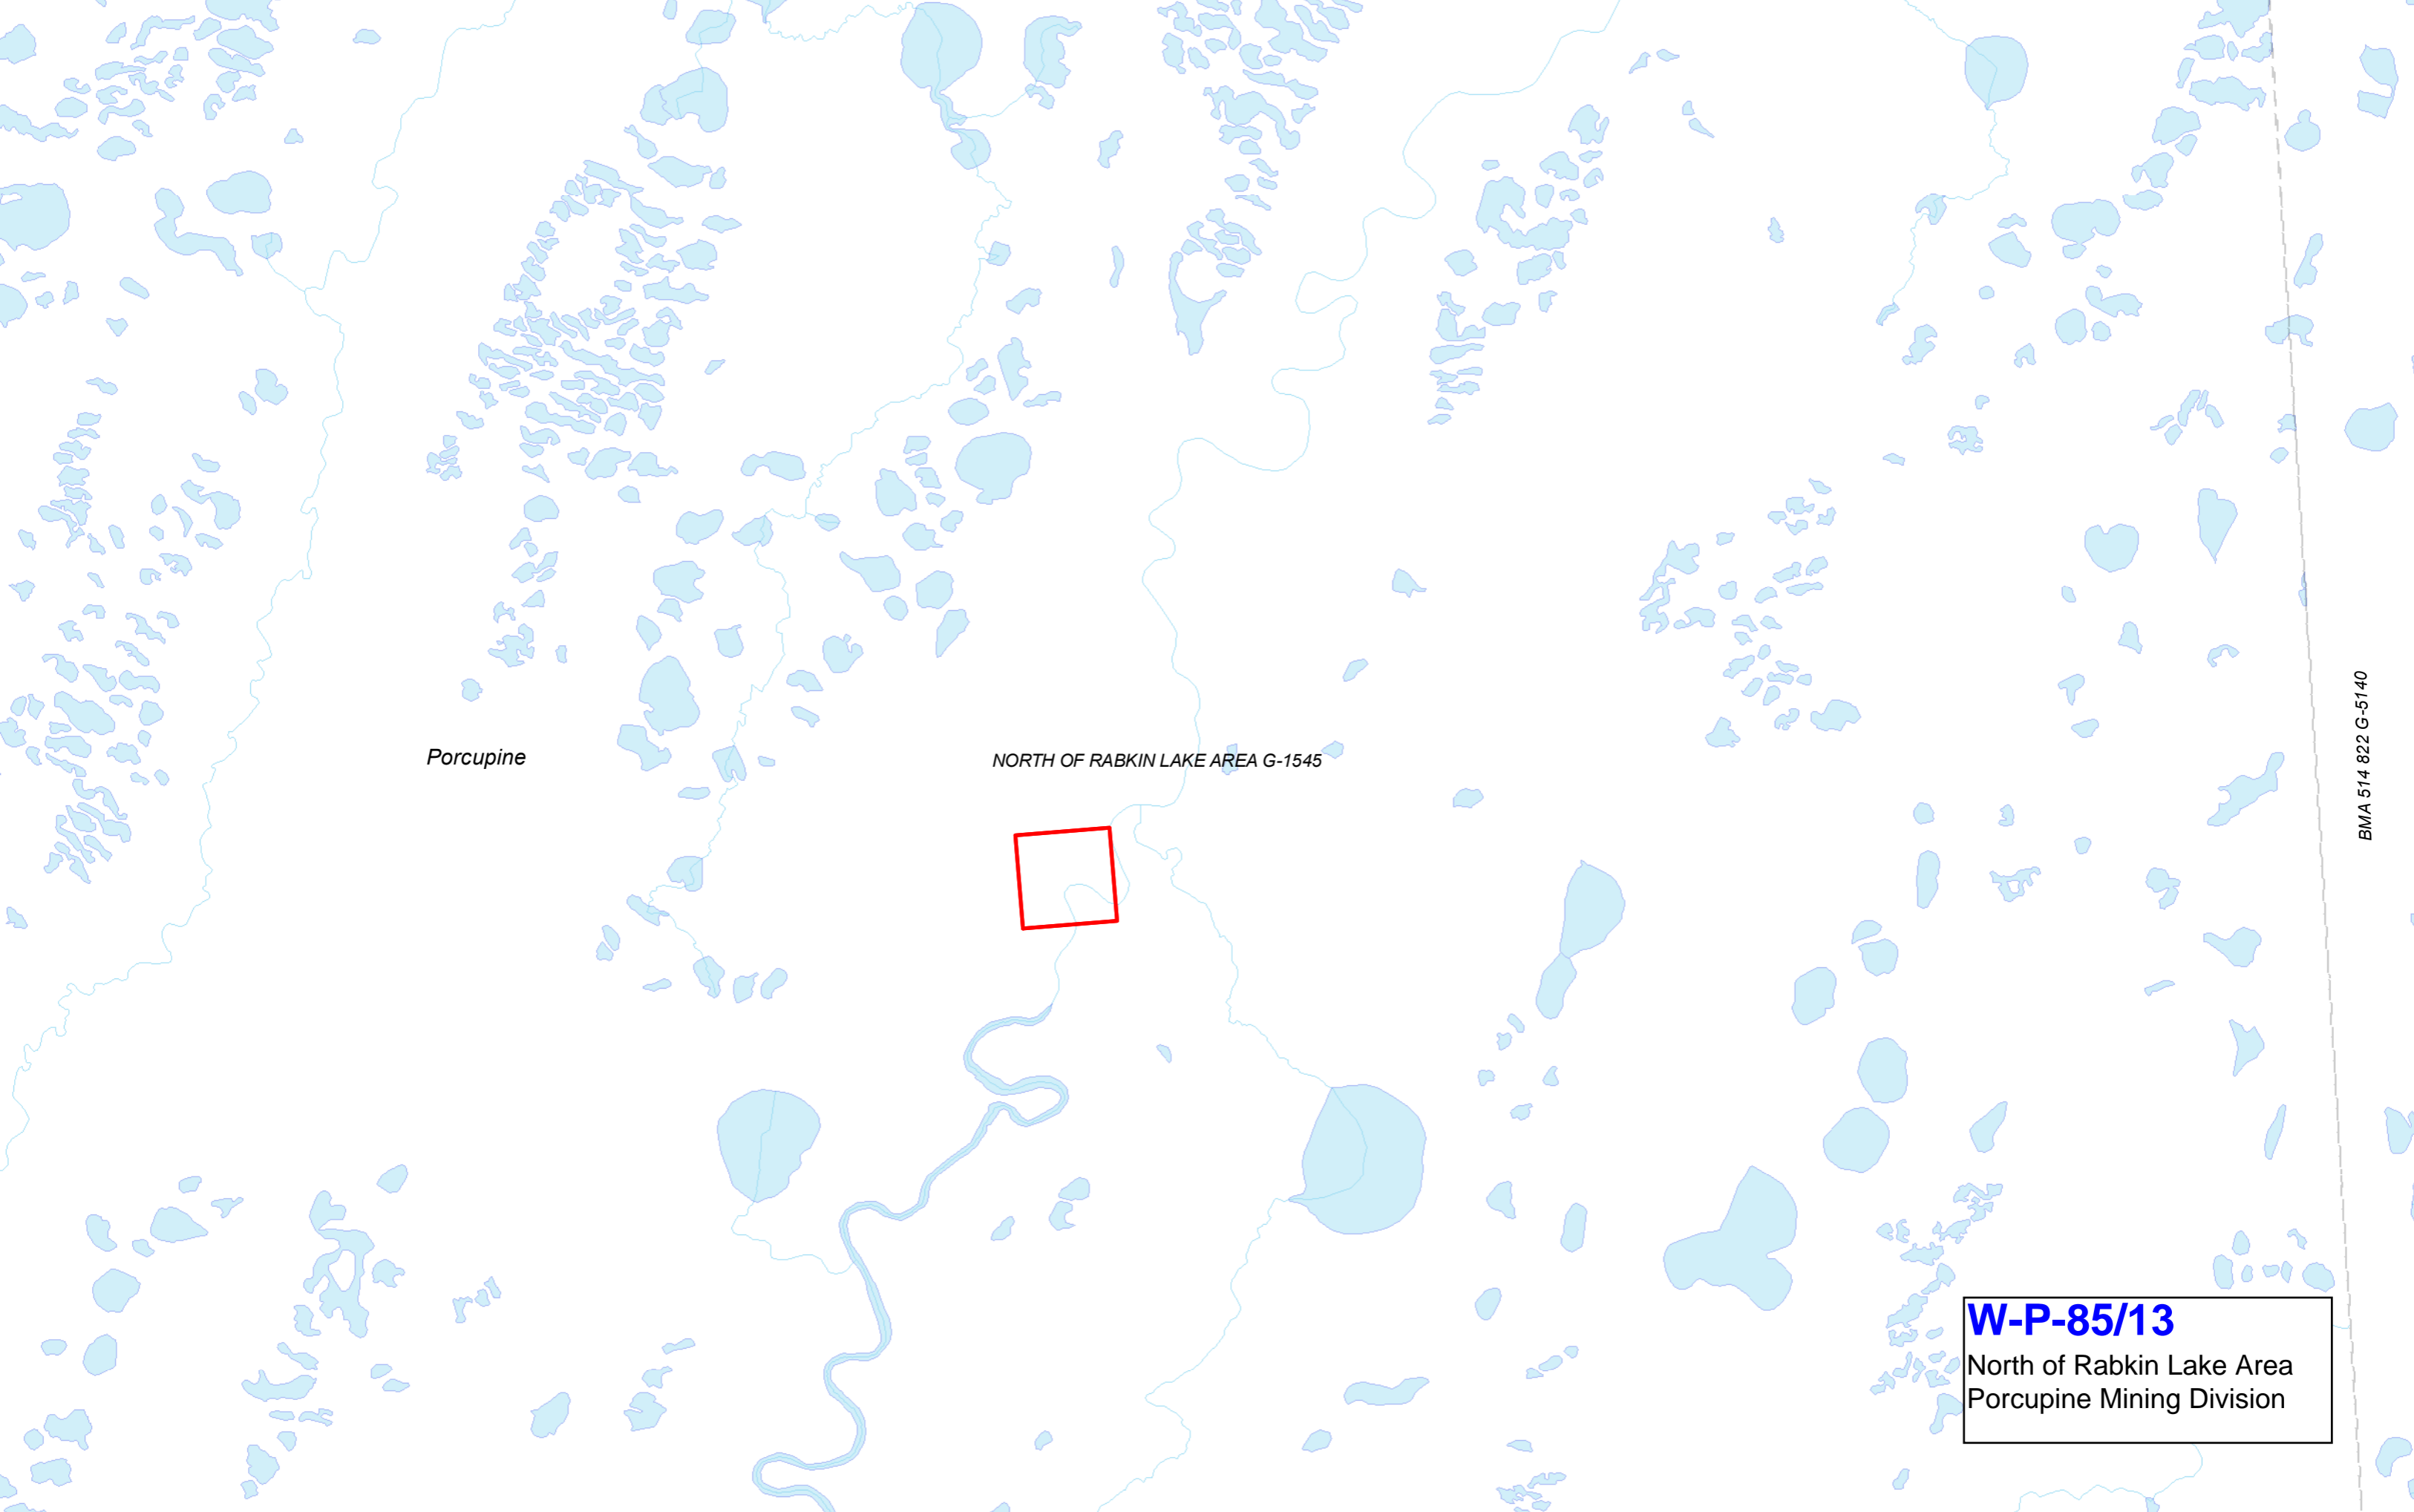 Porcupine
NORTH OF RABKIN LAKE AREA G-1545
BMA 514 822 G-5140
W-P-85/13
North of Rabkin Lake Area
Porcupine Mining Division